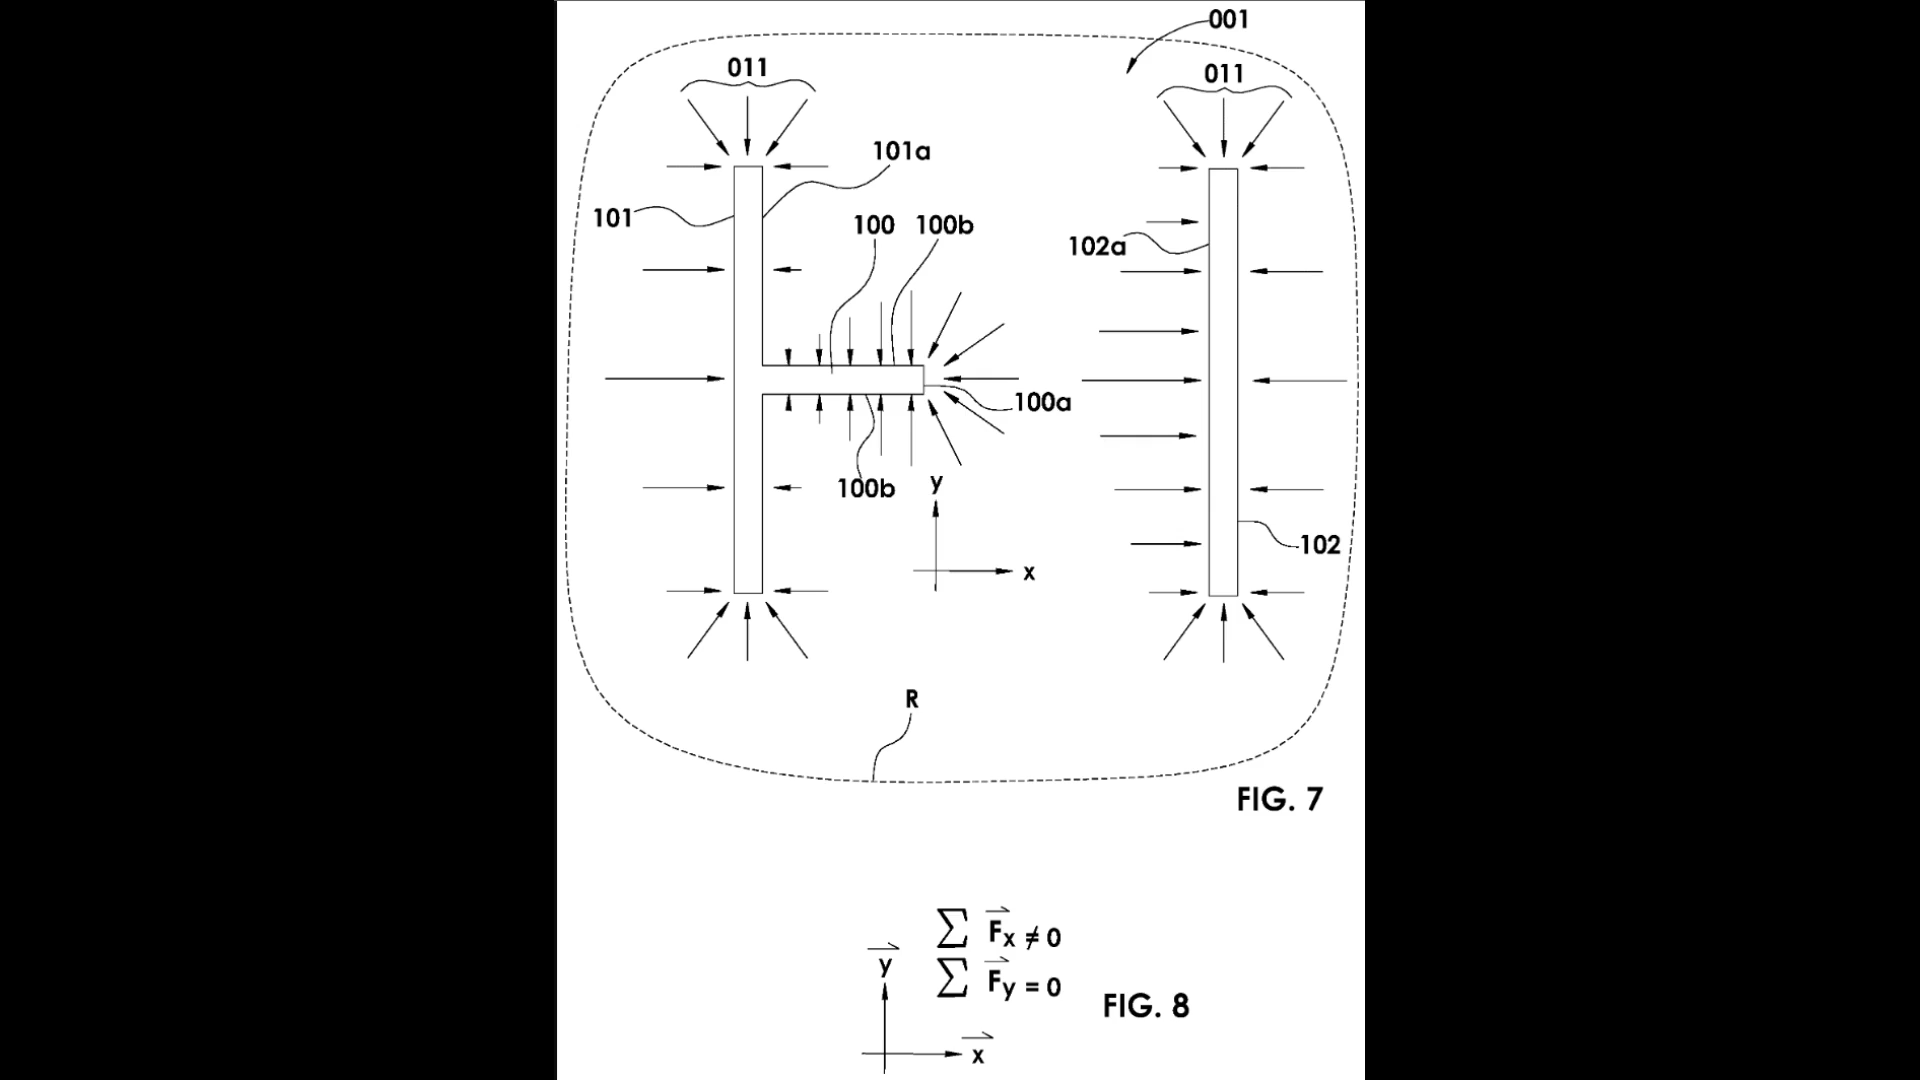 001
011
011
101a
101
100
100b
102a
100a
100b
y
x
102
R
FIG. 7
∑ F⃗x ≠ 0
∑ F⃗y = 0
y⃗
FIG. 8
x⃗